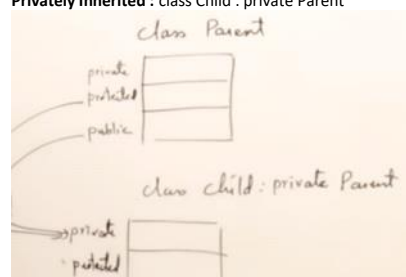 Privately Inherited : class Child : private Parent
class Parent
private
protected
public
class child : private Parent
private
protected